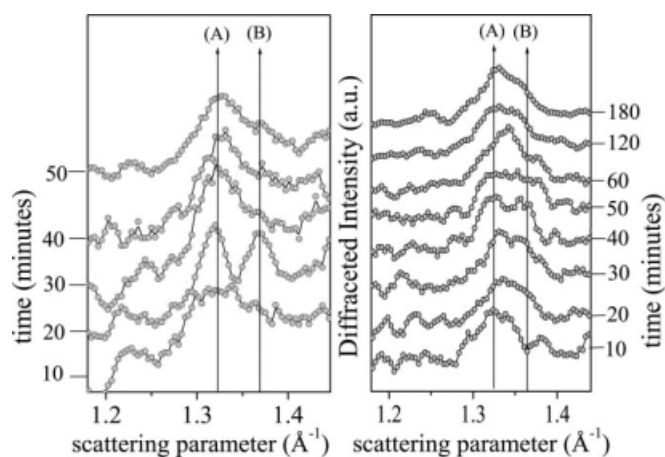 (A) (B)
50
40
30
20
10
time (minutes)
1.2 1.3 1.4
scattering parameter (Å-1)
Diffracted Intensity (a.u.)
(A) (B)
180
120
60
50
40
30
20
10
time (minutes)
1.2 1.3 1.4
scattering parameter (Å-1)